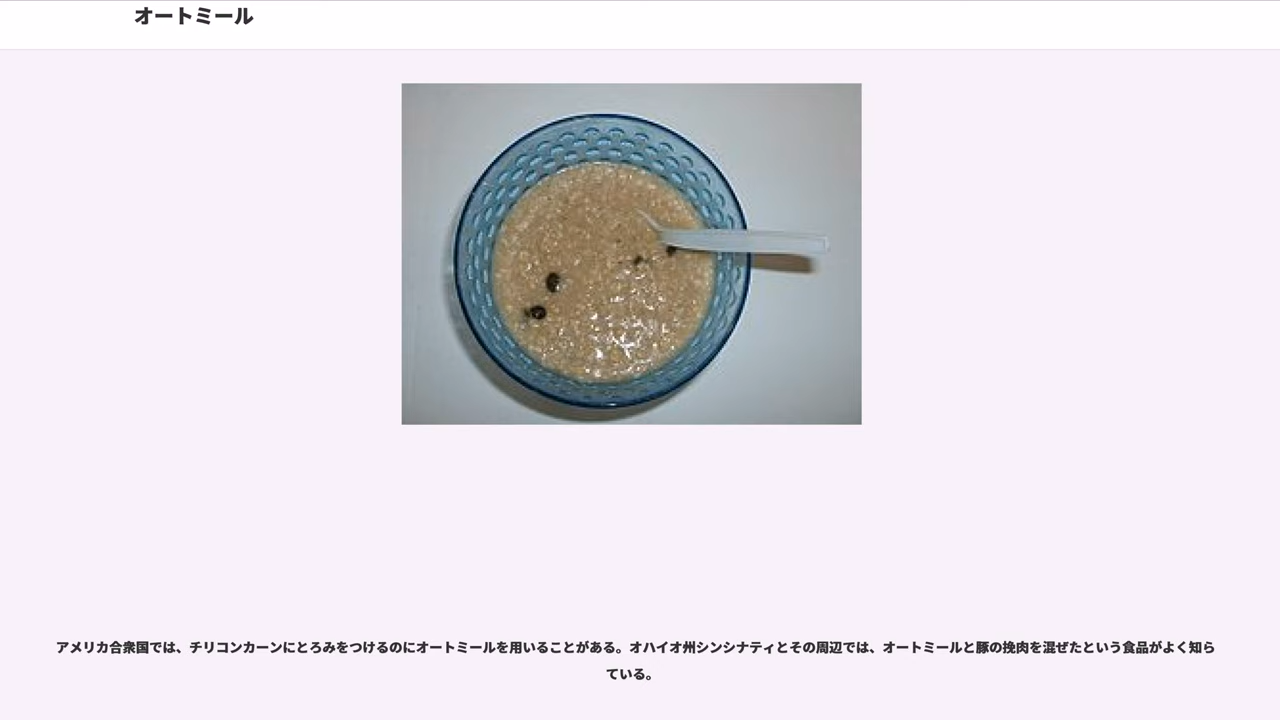 オートミール
アメリカ合衆国では、チリコンカーンにとろみをつけるのにオートミールを用いることがある。オハイオ州シンシナティとその周辺では、オートミールと豚の挽肉を混ぜたという食品がよく知ら
ている。